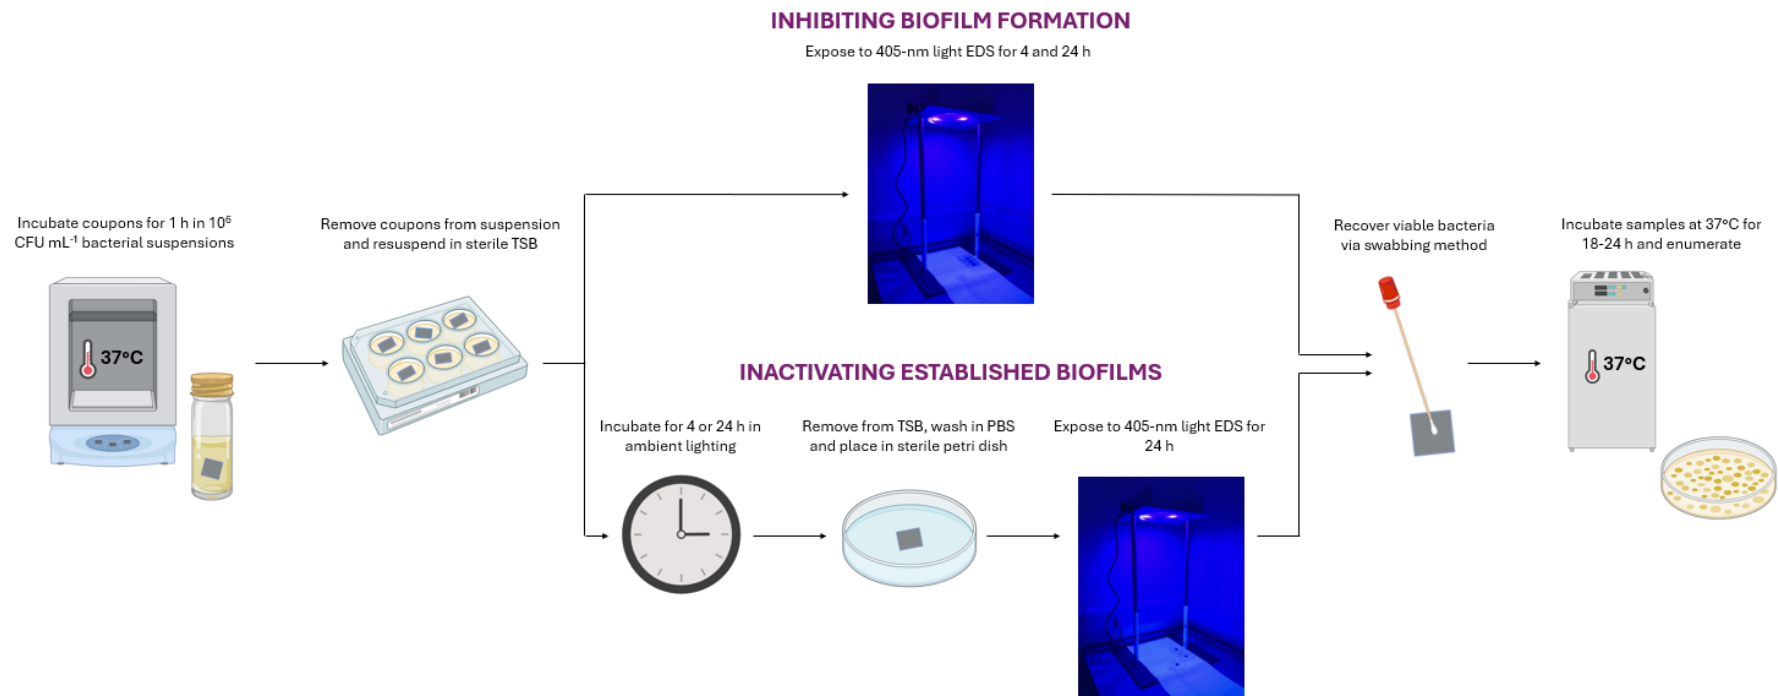 INHIBITING BIOFILM FORMATION
Expose to 405-nm light EDS for 4 and 24 h
Incubate coupons for 1 h in 10⁶
CFU mL⁻¹ bacterial suspensions
37°C
Remove coupons from suspension
and resuspend in sterile TSB
INACTIVATING ESTABLISHED BIOFILMS
Incubate for 4 or 24 h in
ambient lighting
Remove from TSB, wash in PBS
and place in sterile petri dish
Expose to 405-nm light EDS for
24 h
Recover viable bacteria
via swabbing method
Incubate samples at 37°C for
18-24 h and enumerate
37°C